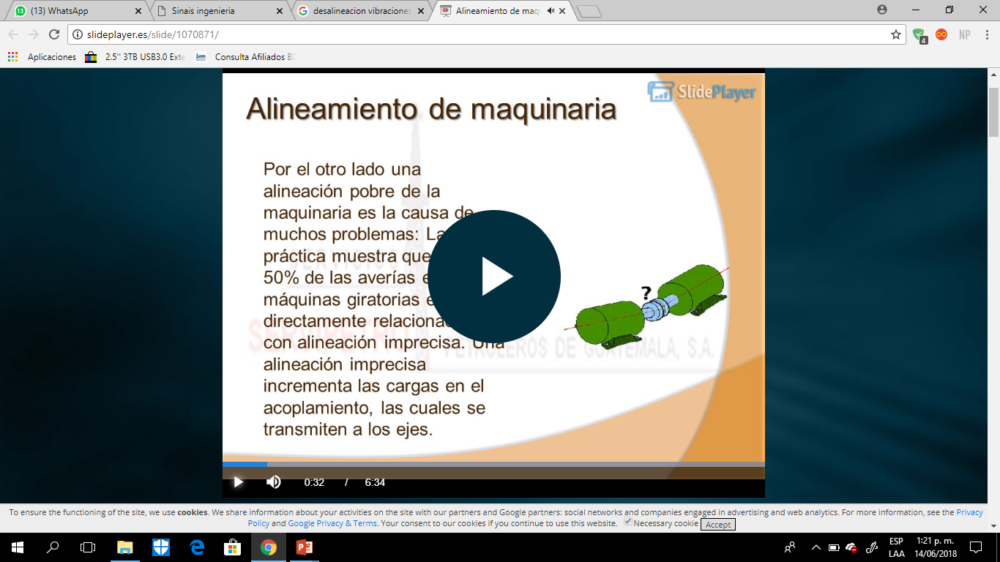 (13) WhatsApp
Sinais ingenieria
desalineacion vibraciones
Alineamiento de maq
slideplayer.es/slide/1070871/
4
NP
Aplicaciones
2.5" 3TB USB3.0 Exte
Consulta Afiliados
SlidePlayer
Alineamiento de maquinaria
Por el otro lado una
alineación pobre de la
maquinaria es la causa de
muchos problemas: La
práctica muestra que
50% de las averías
máquinas giratorias
directamente
con alineación imprecisa. Una
alineación imprecisa
incrementa las cargas en el
acoplamiento, las cuales se
transmiten a los ejes.
?
SERVICIOS
SERVIPETRO
PETROLEROS DE GUATEMALA, S.A.
0:32 / 6:34
To ensure the functioning of the site, we use cookies. We share information about your activities on the site with our partners and Google partners: social networks and companies engaged in advertising and web analytics. For more information, see the Privacy
Policy and Google Privacy & Terms. Your consent to our cookies if you continue to use this website. Necessary cookie Accept
ESP
LAA
1:21 p. m.
14/06/2018